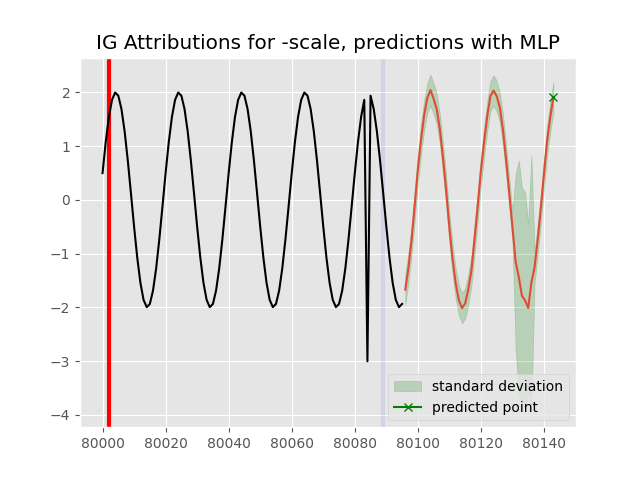 IG Attributions for -scale, predictions with MLP
2
1
0
−1
−2
−3
−4
standard deviation
predicted point
80000 80020 80040 80060 80080 80100 80120 80140